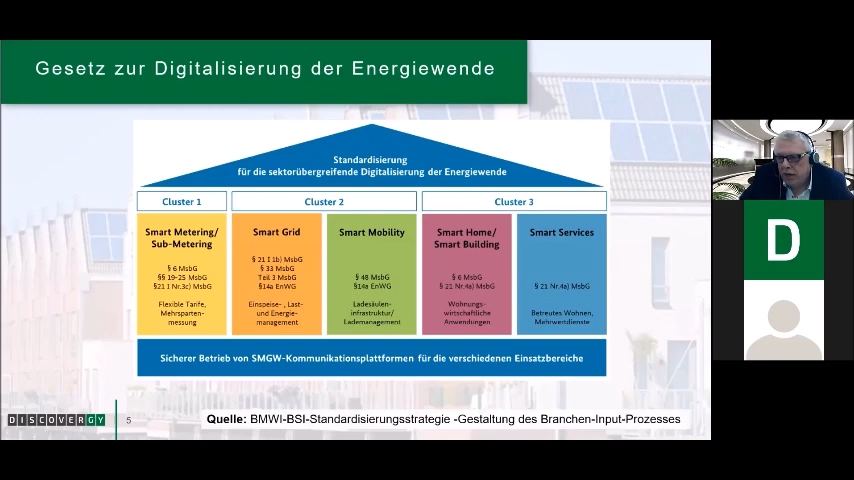 Gesetz zur Digitalisierung der Energiewende
Standardisierung
für die sektorübergreifende Digitalisierung der Energiewende
Cluster 1
Cluster 2
Cluster 3
Smart Metering/
Sub-Metering
§ 6 MsbG
§§ 19-25 MsbG
§21 I Nr.3c) MsbG
Flexible Tarife,
Mehrsparten-
messung
Smart Grid
§ 21 I 1b) MsbG
§ 33 MsbG
Teil 3 MsbG
§14a EnWG
Einspeise- , Last-
und Energie-
management
Smart Mobility
§ 48 MsbG
§14a EnWG
Ladesäulen-
infrastruktur/
Lademanagement
Smart Home/
Smart Building
§ 6 MsbG
§ 21 Nr.4a) MsbG
Wohnungs-
wirtschaftliche
Anwendungen
Smart Services
§ 21 Nr.4a) MsbG
Betreutes Wohnen,
Mehrwertdienste
Sicherer Betrieb von SMGW-Kommunikationsplattformen für die verschiedenen Einsatzbereiche
DISCOVERGY
5
Quelle: BMWI-BSI-Standardisierungsstrategie -Gestaltung des Branchen-Input-Prozesses
D